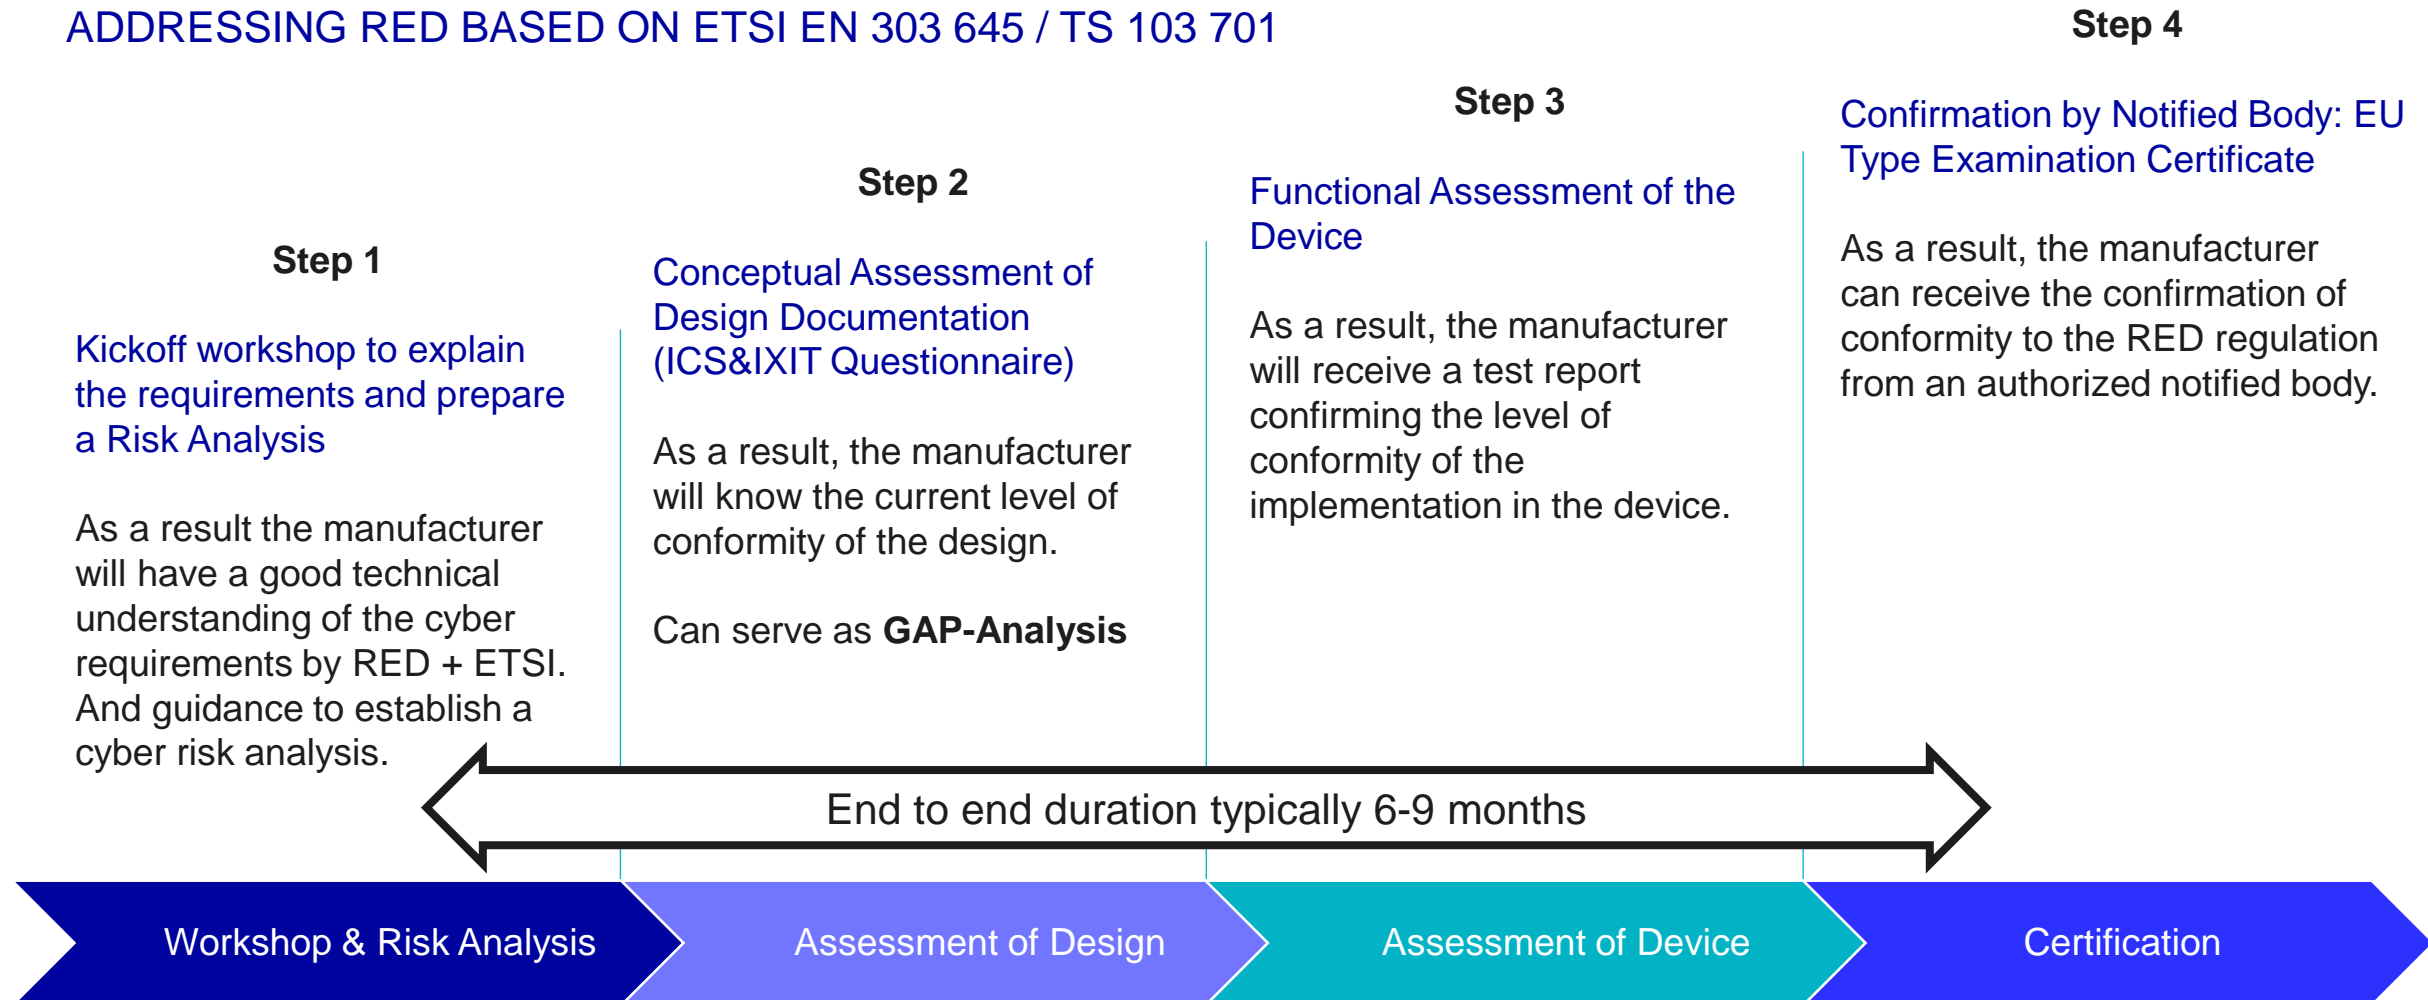 ADDRESSING RED BASED ON ETSI EN 303 645 / TS 103 701
Step 1
Kickoff workshop to explain
the requirements and prepare
a Risk Analysis
As a result the manufacturer
will have a good technical
understanding of the cyber
requirements by RED + ETSI.
And guidance to establish a
cyber risk analysis.
Step 2
Conceptual Assessment of
Design Documentation
(ICS&IXIT Questionnaire)
As a result, the manufacturer
will know the current level of
conformity of the design.
Can serve as GAP-Analysis
Step 3
Functional Assessment of the
Device
As a result, the manufacturer
will receive a test report
confirming the level of
conformity of the
implementation in the device.
Step 4
Confirmation by Notified Body: EU
Type Examination Certificate
As a result, the manufacturer
can receive the confirmation of
conformity to the RED regulation
from an authorized notified body.
End to end duration typically 6-9 months
Workshop & Risk Analysis
Assessment of Design
Assessment of Device
Certification